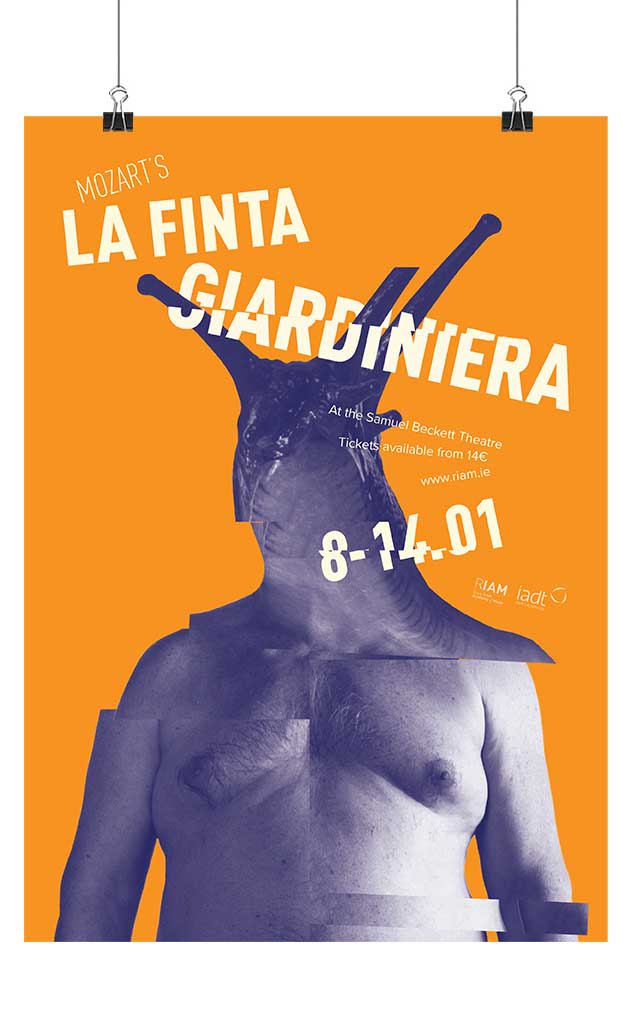 MOZART'S
LA FINTA
GIARDINIERA
At the Samuel Beckett Theatre
Tickets available from 14€
www.riam.ie
8-14.01
RIAM
iadt